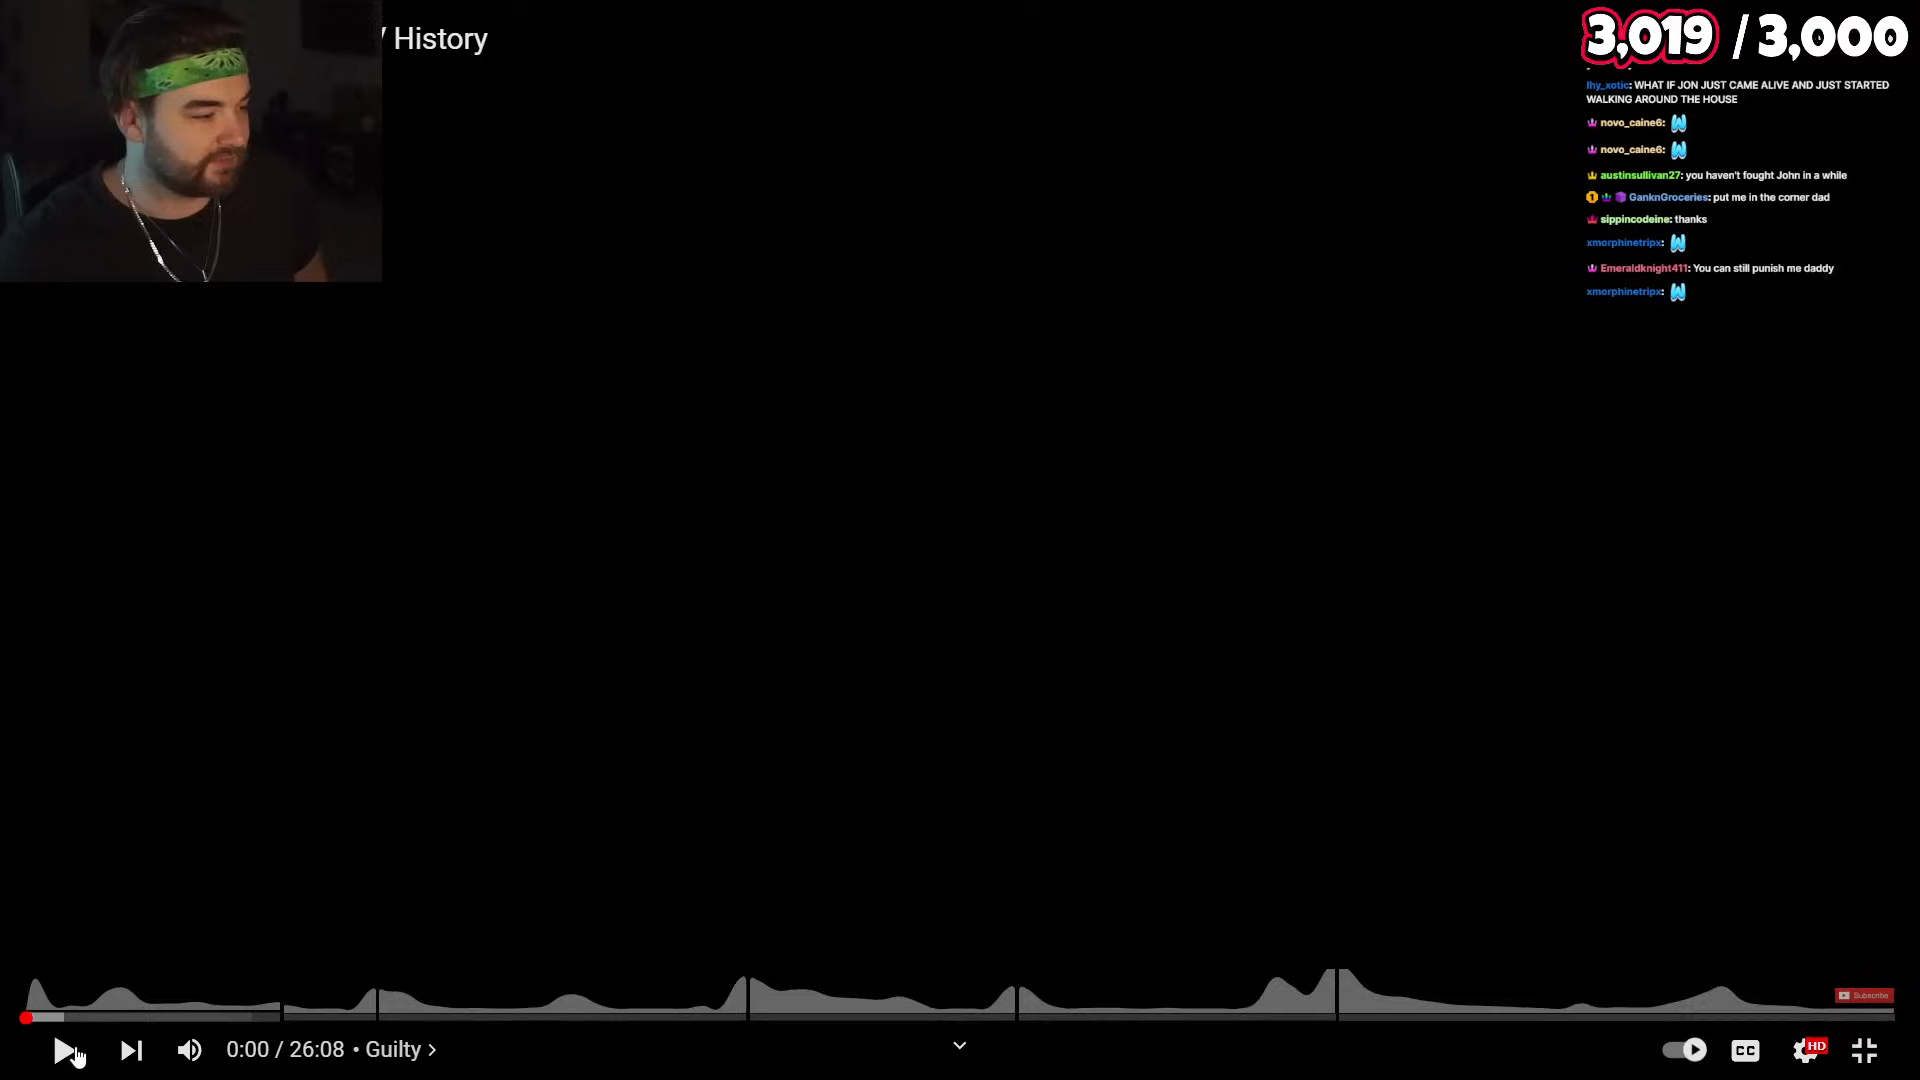 History
3,019 / 3,000
lhy_xotic: WHAT IF JON JUST CAME ALIVE AND JUST STARTED
WALKING AROUND THE HOUSE
novo_caine6:
novo_caine6:
austinsullivan27: you haven't fought John in a while
GanknGroceries: put me in the corner dad
sippincodeine: thanks
xmorphinetripx:
Emeraldknight411: You can still punish me daddy
xmorphinetripx:
Subscribe
0:00 / 26:08 • Guilty
CC
HD